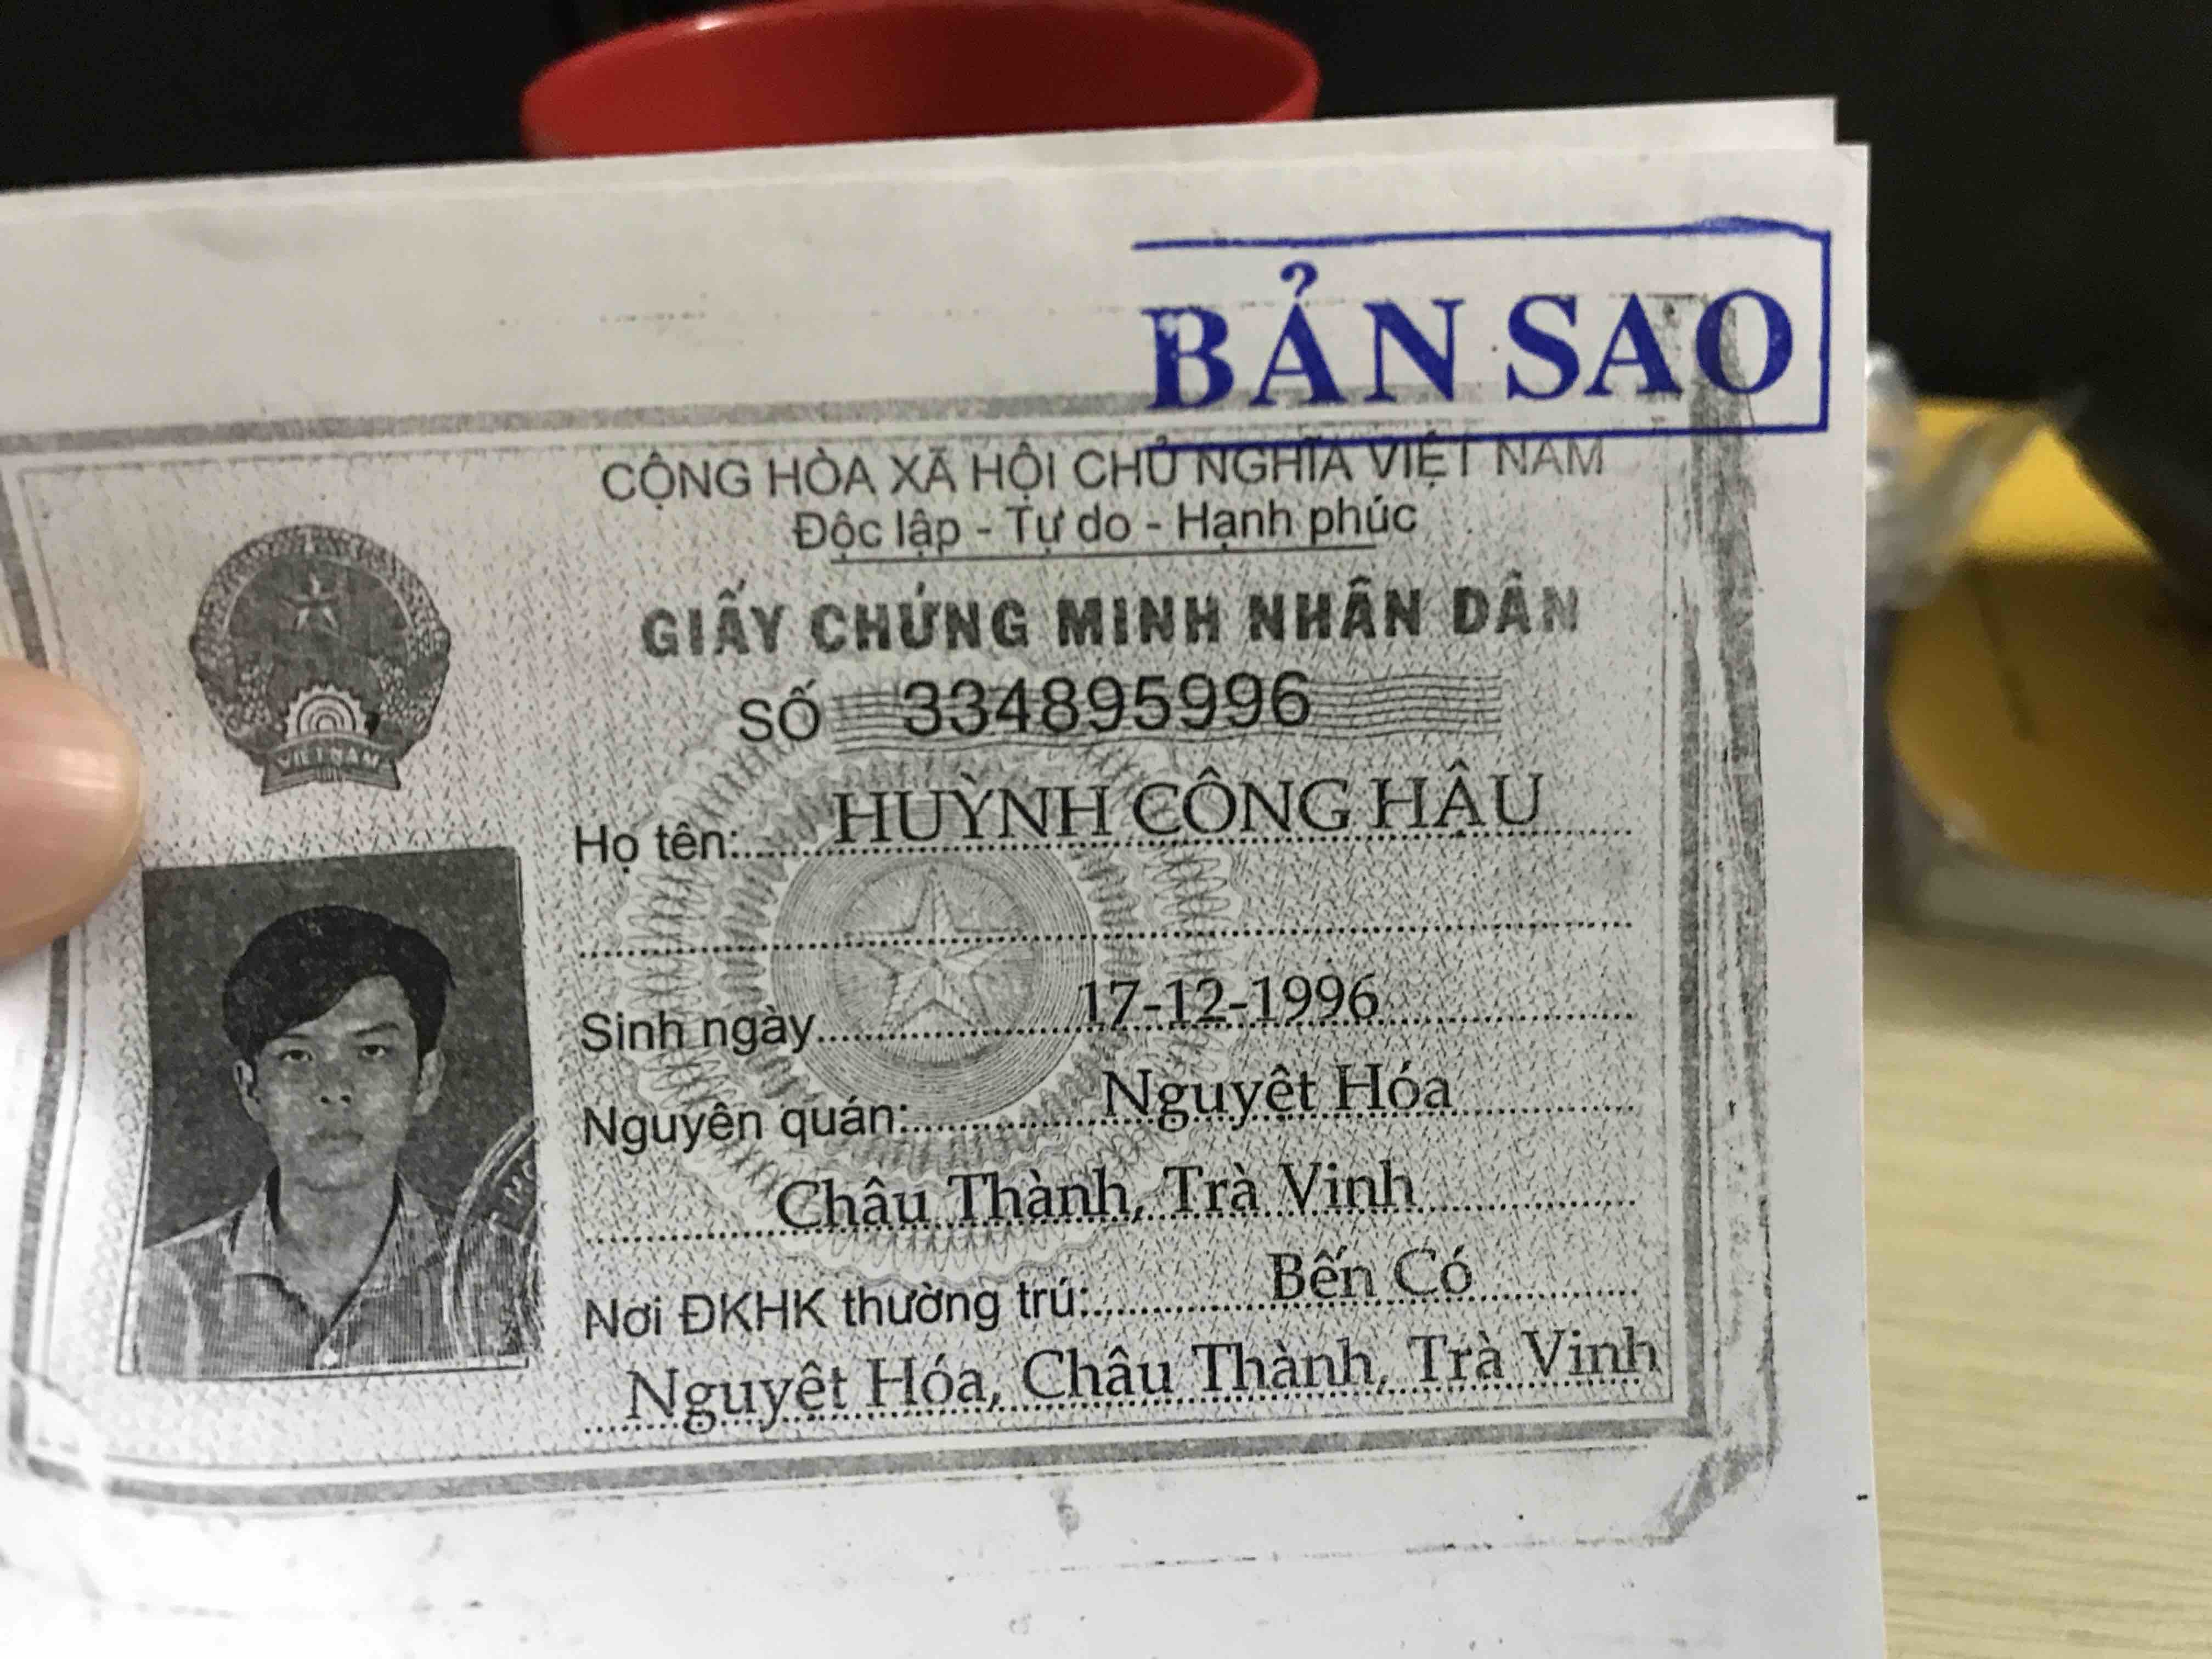 BẢN SAO
CỘNG HÒA XÃ HỘI CHỦ NGHĨA VIỆT NAM
Độc lập - Tự do - Hạnh phúc
GIẤY CHỨNG MINH NHÂN DÂN
SỐ 334895996
VIỆT NAM
Họ tên: HUỲNH CÔNG HẬU
Sinh ngày 17-12-1996
Nguyên quán: Nguyệt Hóa
Châu Thành, Trà Vinh
Nơi ĐKHK thường trú: Bến Có
Nguyệt Hóa, Châu Thành, Trà Vinh